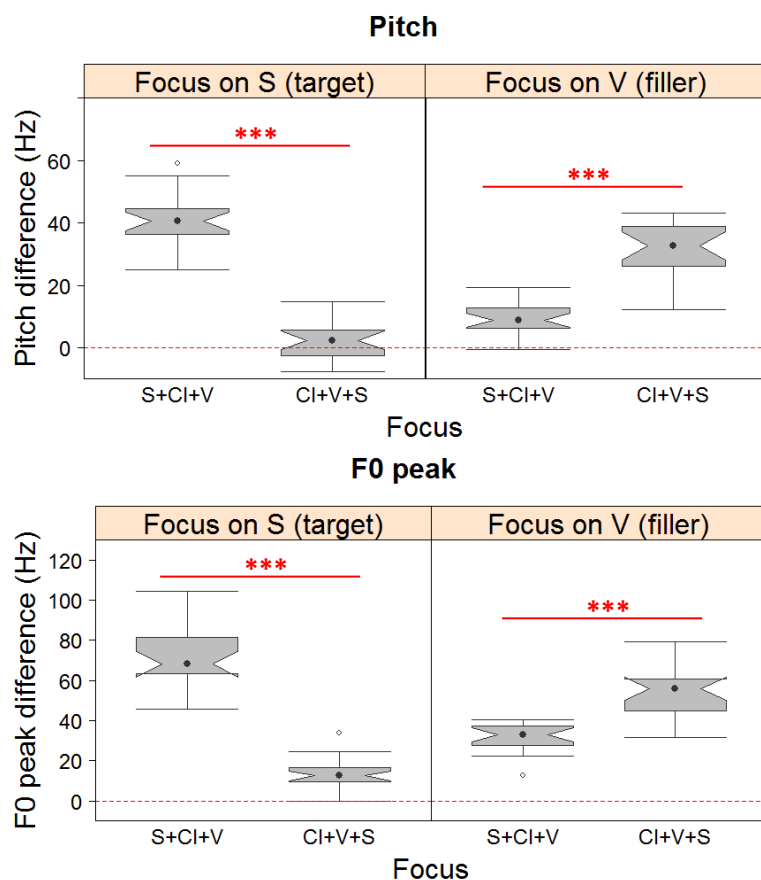 Pitch
Focus on S (target) Focus on V (filler)
Pitch difference (Hz)
60
40
20
0
***
***
S+Cl+V Cl+V+S S+Cl+V Cl+V+S
Focus
F0 peak
Focus on S (target) Focus on V (filler)
F0 peak difference (Hz)
120
100
80
60
40
20
0
***
***
S+Cl+V Cl+V+S S+Cl+V Cl+V+S
Focus